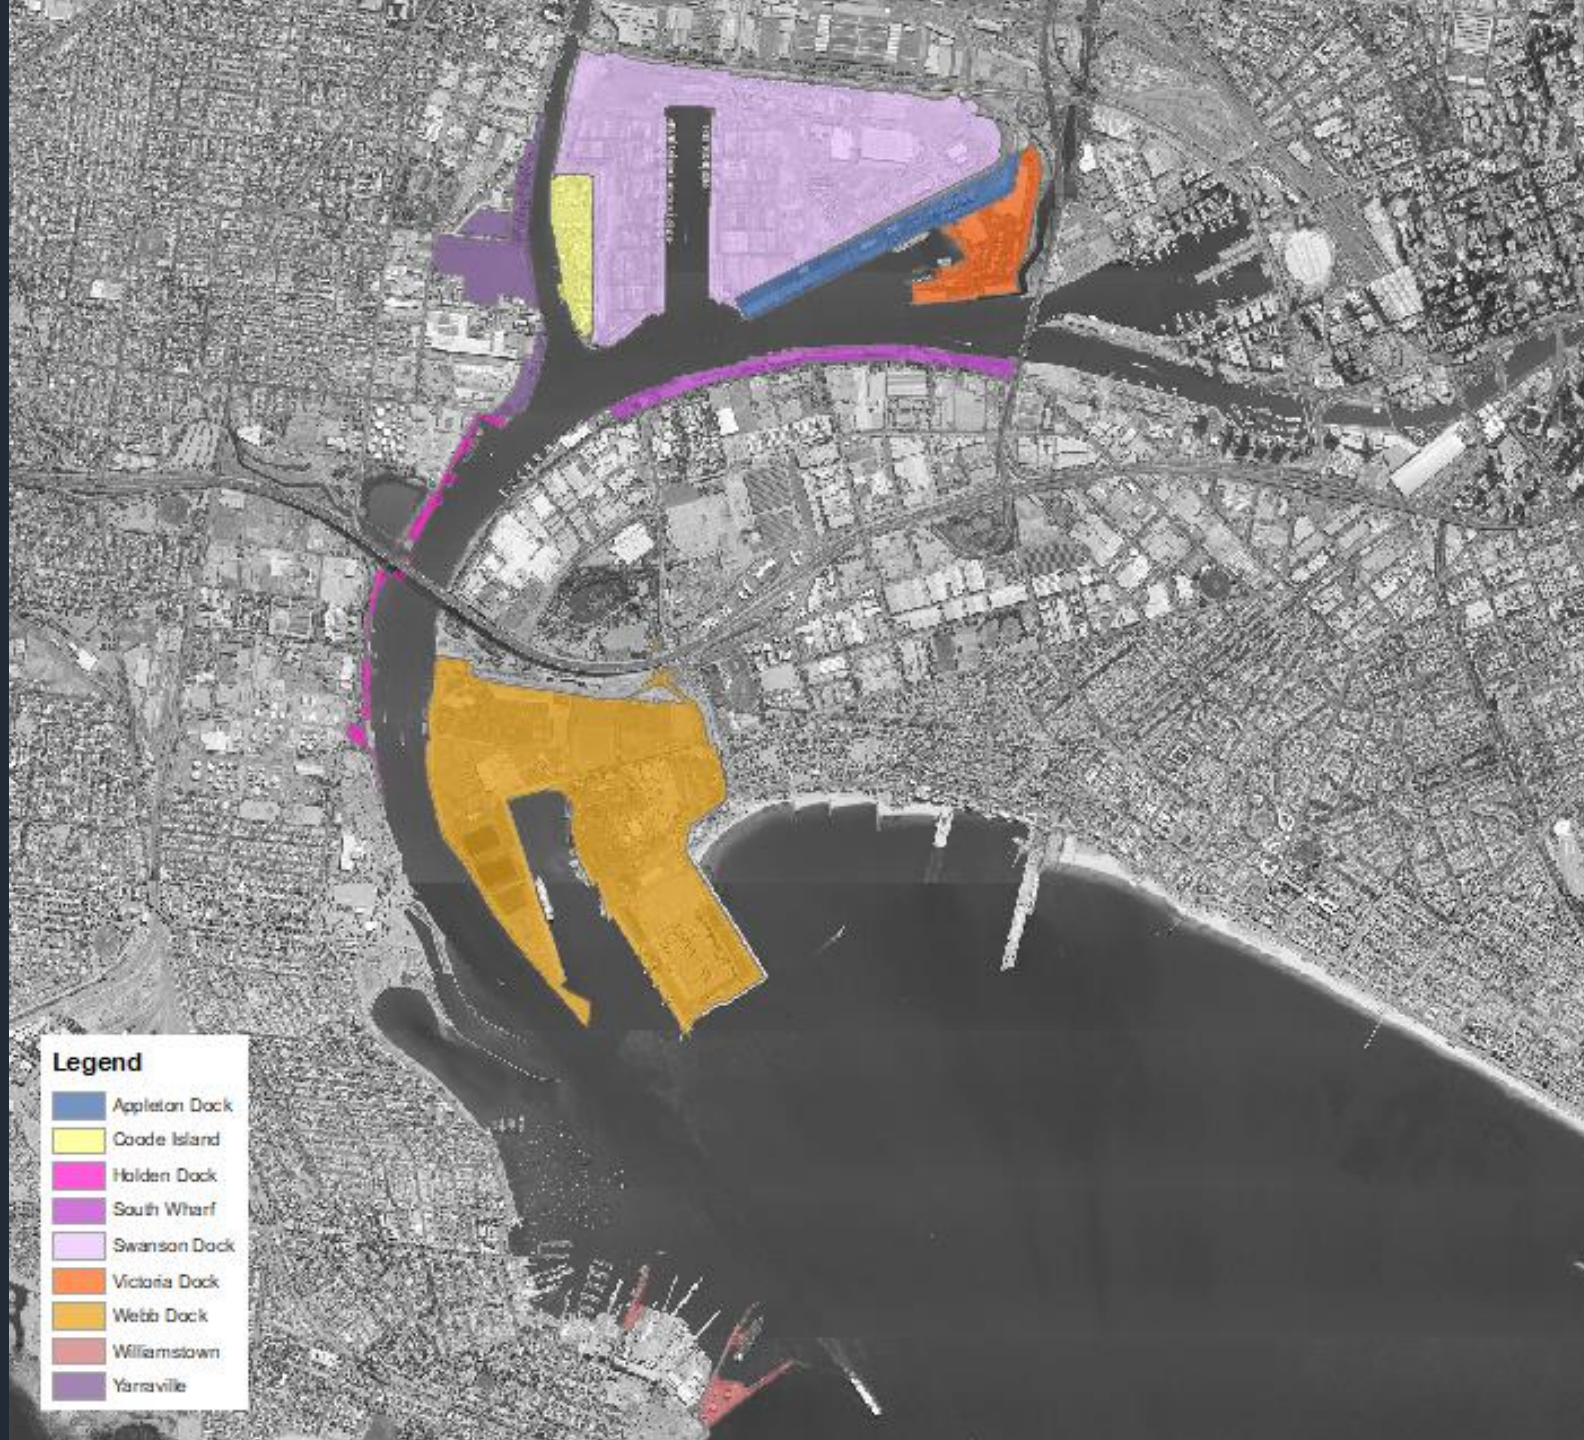 Legend
Appleton Dock
Coode Island
Holden Dock
South Wharf
Swanson Dock
Victoria Dock
Webb Dock
Williamstown
Yarraville